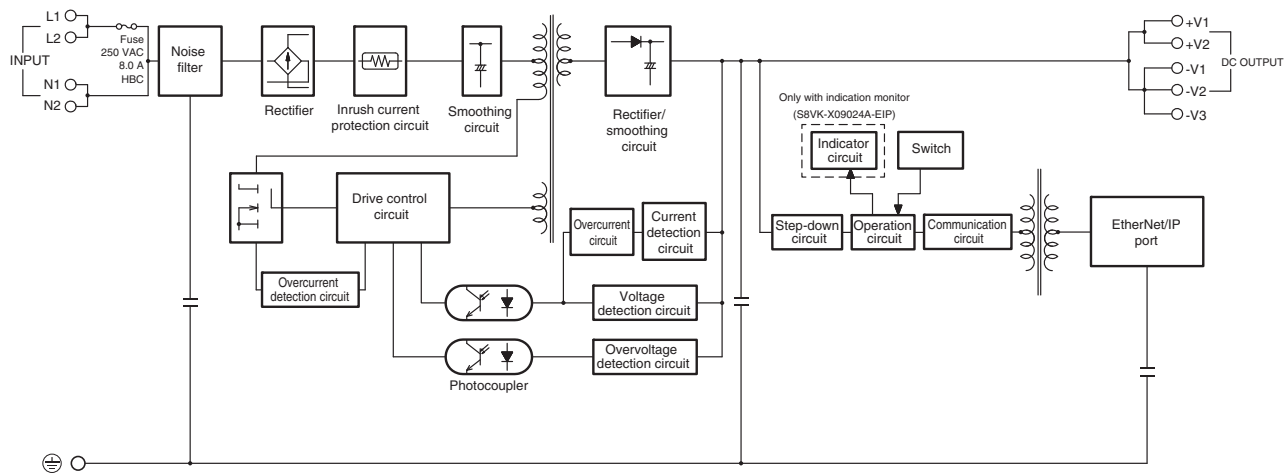 L1
L2
INPUT
N1
N2
Fuse
250 VAC
8.0 A
HBC
Noise
filter
Rectifier
Inrush current
protection circuit
Smoothing
circuit
Rectifier/
smoothing
circuit
+V1
+V2
-V1
-V2
-V3
DC OUTPUT
Only with indication monitor
(S8VK-X09024A-EIP)
Indicator
circuit
Switch
Drive control
circuit
Overcurrent
detection circuit
Overcurrent
circuit
Current
detection
circuit
Step-down
circuit
Operation
circuit
Communication
circuit
EtherNet/IP
port
Voltage
detection circuit
Overvoltage
detection circuit
Photocoupler